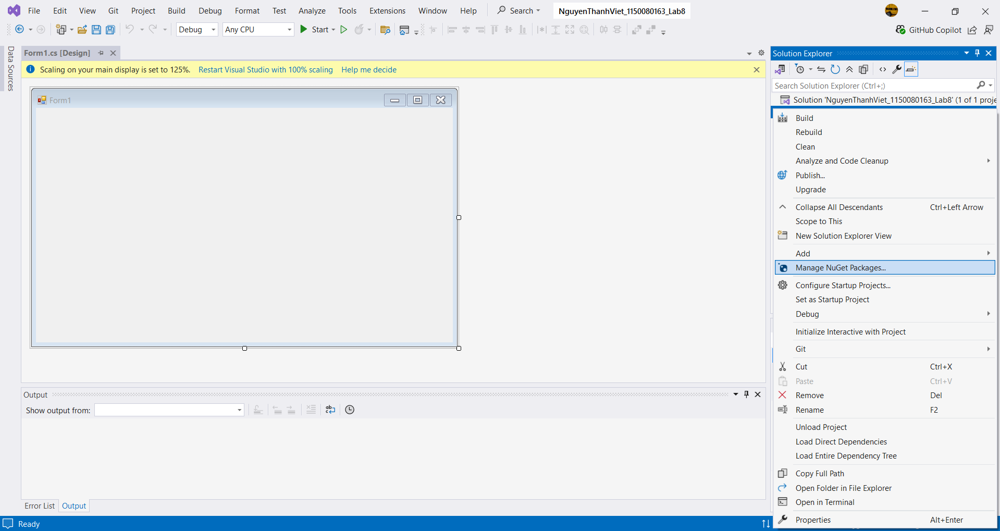 File Edit View Git Project Build Debug Format Test Analyze Tools Extensions Window Help Search NguyenThanhViet_1150080163_Lab8
Debug Any CPU Start GitHub Copilot
Data Sources
Form1.cs [Design]
Scaling on your main display is set to 125%. Restart Visual Studio with 100% scaling Help me decide
Form1
Output
Show output from:
Error List Output
Ready
Solution Explorer
Search Solution Explorer (Ctrl+;)
Solution 'NguyenThanhViet_1150080163_Lab8' (1 of 1 proje
Build
Rebuild
Clean
Analyze and Code Cleanup
Publish...
Upgrade
Collapse All Descendants Ctrl+Left Arrow
Scope to This
New Solution Explorer View
Add
Manage NuGet Packages...
Configure Startup Projects...
Set as Startup Project
Debug
Initialize Interactive with Project
Git
Cut Ctrl+X
Paste Ctrl+V
Remove Del
Rename F2
Unload Project
Load Direct Dependencies
Load Entire Dependency Tree
Copy Full Path
Open Folder in File Explorer
Open in Terminal
Properties Alt+Enter